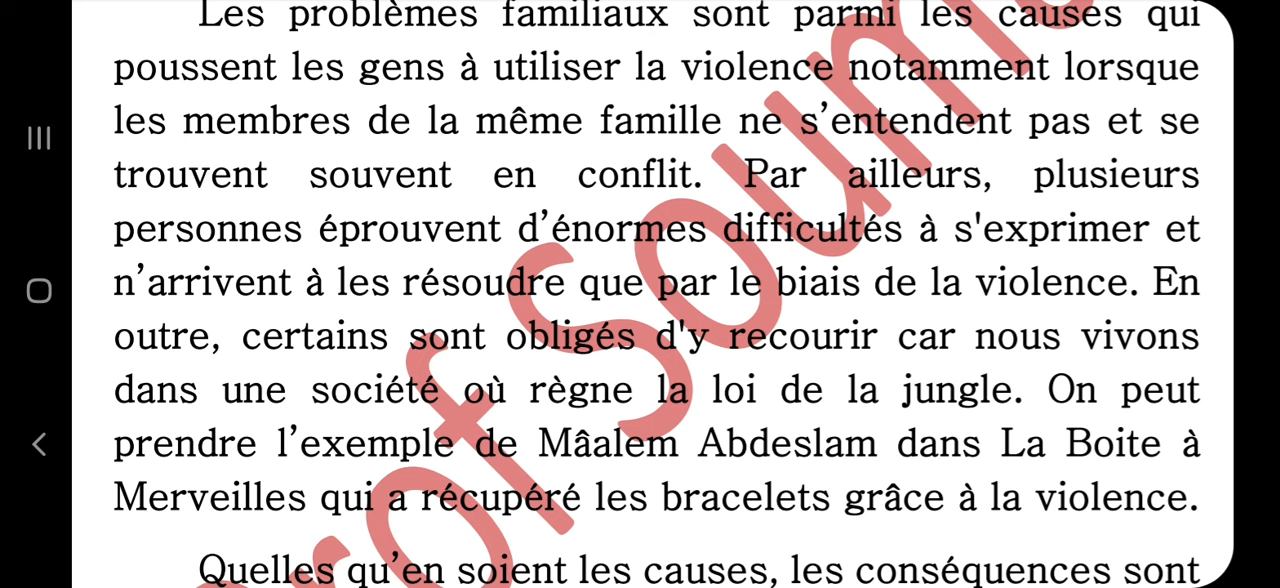 Les problèmes familiaux sont parmi les causes qui
poussent les gens à utiliser la violence notamment lorsque
les membres de la même famille ne s’entendent pas et se
trouvent souvent en conflit. Par ailleurs, plusieurs
personnes éprouvent d’énormes difficultés à s'exprimer et
n’arrivent à les résoudre que par le biais de la violence. En
outre, certains sont obligés d'y recourir car nous vivons
dans une société où règne la loi de la jungle. On peut
prendre l’exemple de Mâalem Abdeslam dans La Boite à
Merveilles qui a récupéré les bracelets grâce à la violence.
Quelles qu’en soient les causes, les conséquences sont